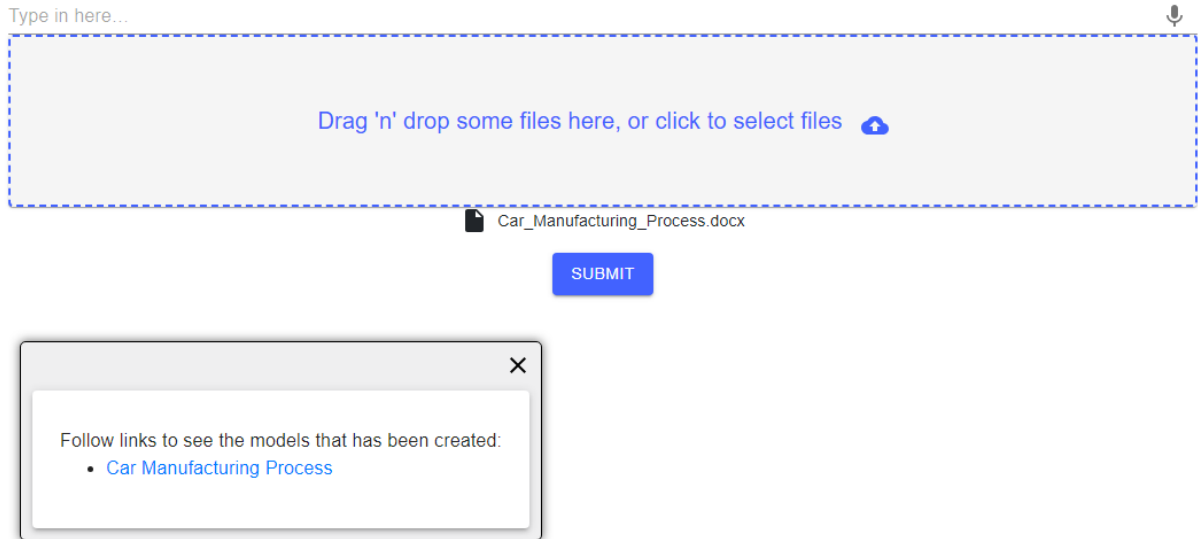 Type in here...
Drag 'n' drop some files here, or click to select files
Car_Manufacturing_Process.docx
SUBMIT
Follow links to see the models that has been created:
Car Manufacturing Process